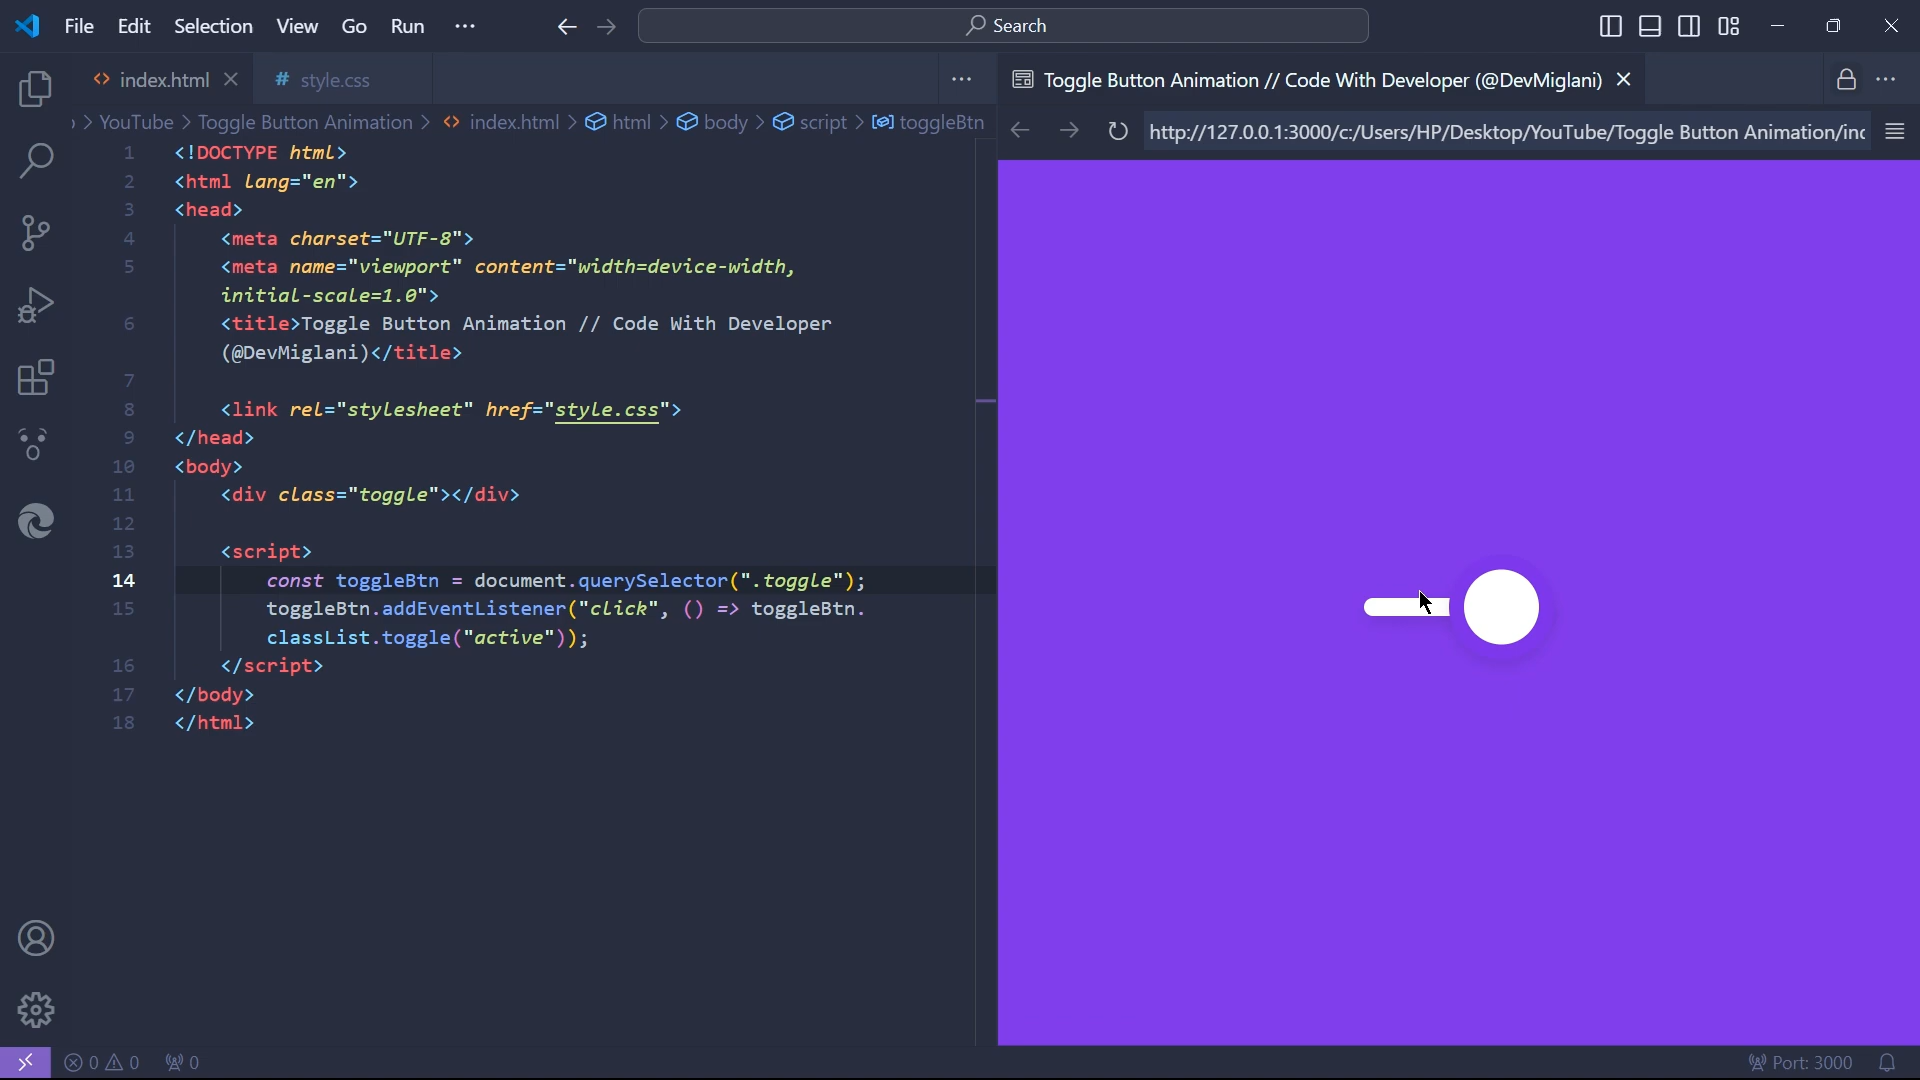 File Edit Selection View Go Run ···
Search
index.html
style.css
Toggle Button Animation // Code With Developer (@DevMiglani)
> YouTube > Toggle Button Animation > index.html > html > body > script > toggleBtn
http://127.0.0.1:3000/c:/Users/HP/Desktop/YouTube/Toggle Button Animation/inc
1 <!DOCTYPE html>
2 <html lang="en">
3 <head>
4 <meta charset="UTF-8">
5 <meta name="viewport" content="width=device-width,
initial-scale=1.0">
6 <title>Toggle Button Animation // Code With Developer
(@DevMiglani)</title>
7
8 <link rel="stylesheet" href="style.css">
9 </head>
10 <body>
11 <div class="toggle"></div>
12
13 <script>
14 const toggleBtn = document.querySelector(".toggle");
15 toggleBtn.addEventListener("click", () => toggleBtn.
classList.toggle("active"));
16 </script>
17 </body>
18 </html>
0 0 0
Port: 3000